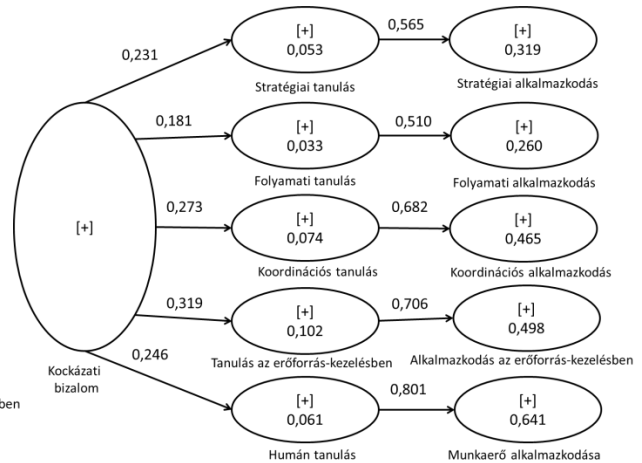 0,231
[+]
0,053
0,565
[+]
0,319
Stratégiai tanulás
Stratégiai alkalmazkodás
0,181
[+]
0,033
0,510
[+]
0,260
Folyamati tanulás
Folyamati alkalmazkodás
[+]
0,273
[+]
0,074
0,682
[+]
0,465
Koordinációs tanulás
Koordinációs alkalmazkodás
0,319
[+]
0,102
0,706
[+]
0,498
Tanulás az erőforrás-kezelésben
Alkalmazkodás az erőforrás-kezelésben
Kockázati
bizalom
ben
0,246
[+]
0,061
0,801
[+]
0,641
Humán tanulás
Munkaerő alkalmazkodása